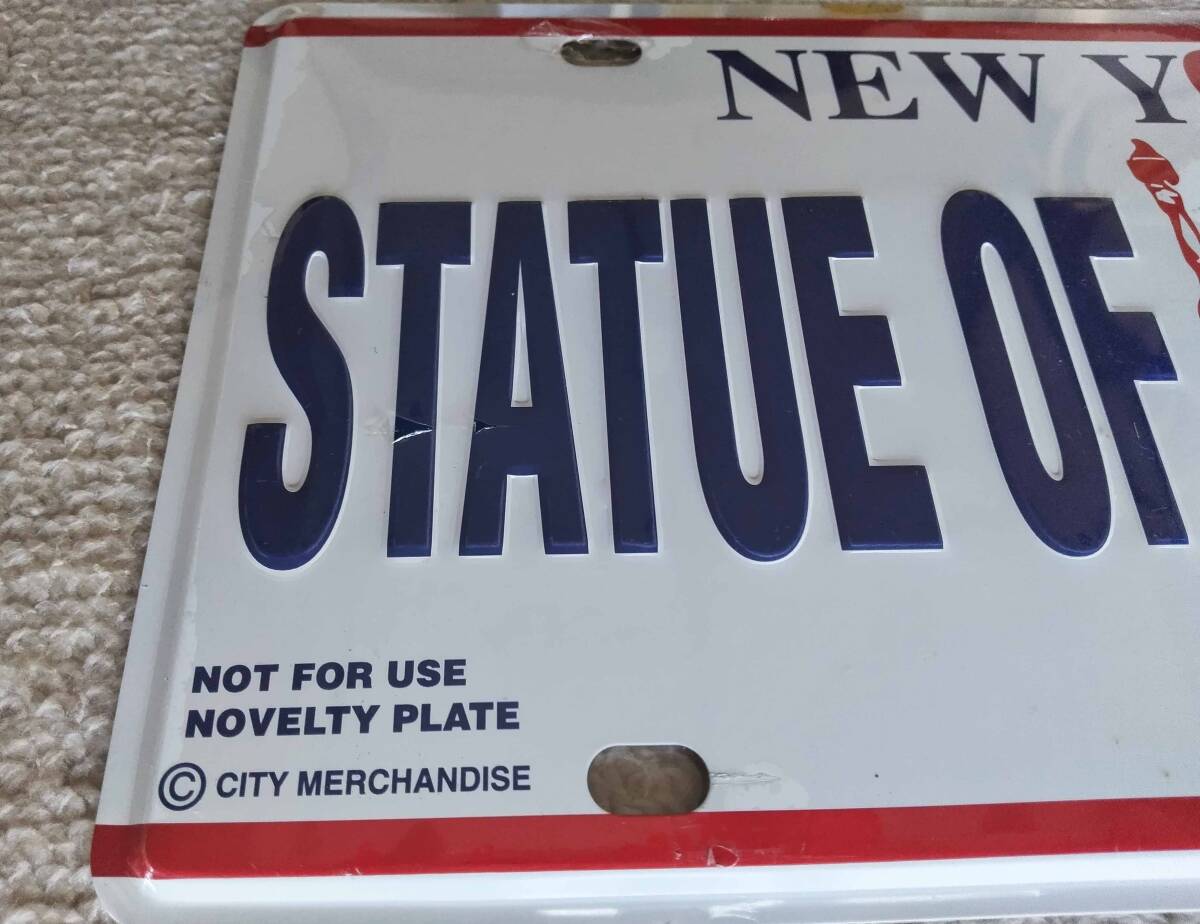 NEW Y
STATUE OF
NOT FOR USE
NOVELTY PLATE
© CITY MERCHANDISE